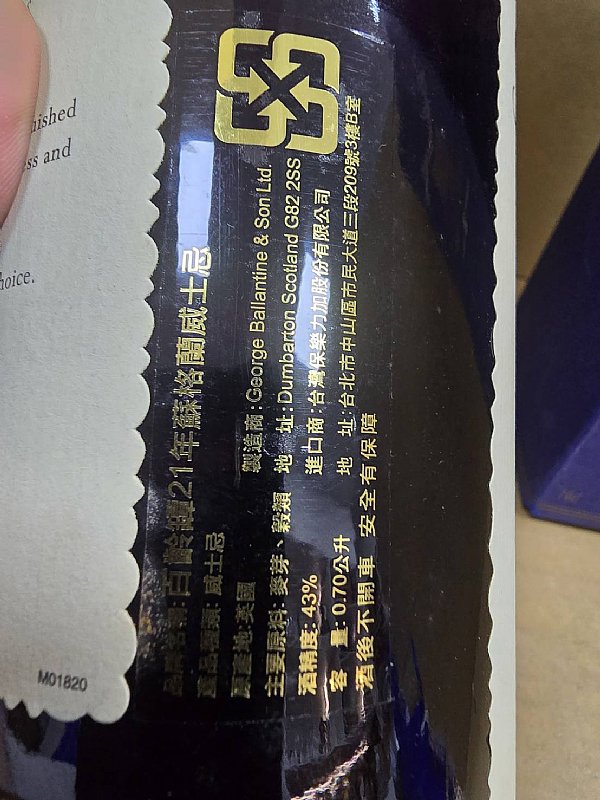 ished
ss and
hoice.
M01820
品牌名稱:百齡罈21年蘇格蘭威士忌
產品種類: 威士忌
原產地:英國
主要原料: 麥芽、穀類
酒精度: 43%
容 量: 0.70公升
酒後不開車 安全有保障
製造商:George Ballantine & Son Ltd
地 址:Dumbarton Scotland G82 2SS
進口商:台灣保樂力加股份有限公司
地 址:台北市中山區市民大道三段209號3樓B室